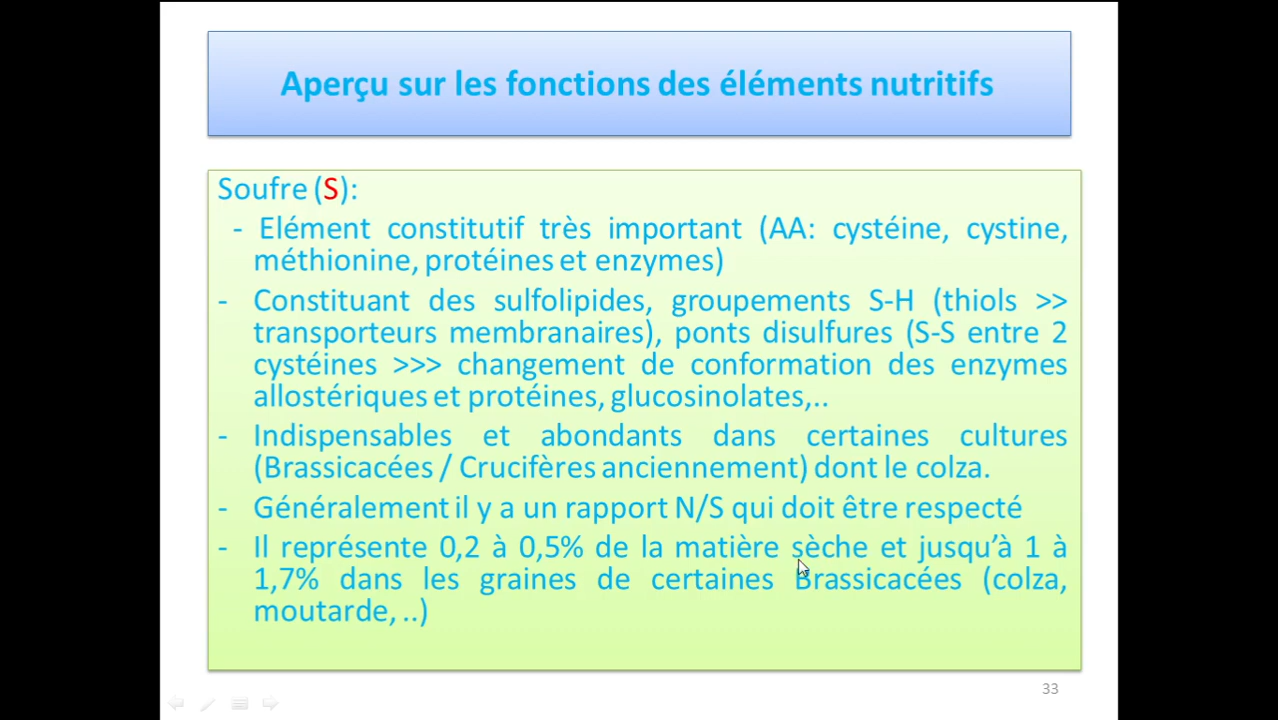 Aperçu sur les fonctions des éléments nutritifs
Soufre (S):
- Elément constitutif très important (AA: cystéine, cystine,
méthionine, protéines et enzymes)
- Constituant des sulfolipides, groupements S-H (thiols >>
transporteurs membranaires), ponts disulfures (S-S entre 2
cystéines >>> changement de conformation des enzymes
allostériques et protéines, glucosinolates,..
- Indispensables et abondants dans certaines cultures
(Brassicacées / Crucifères anciennement) dont le colza.
- Généralement il y a un rapport N/S qui doit être respecté
- Il représente 0,2 à 0,5% de la matière sèche et jusqu’à 1 à
1,7% dans les graines de certaines Brassicacées (colza,
moutarde, ..)
33